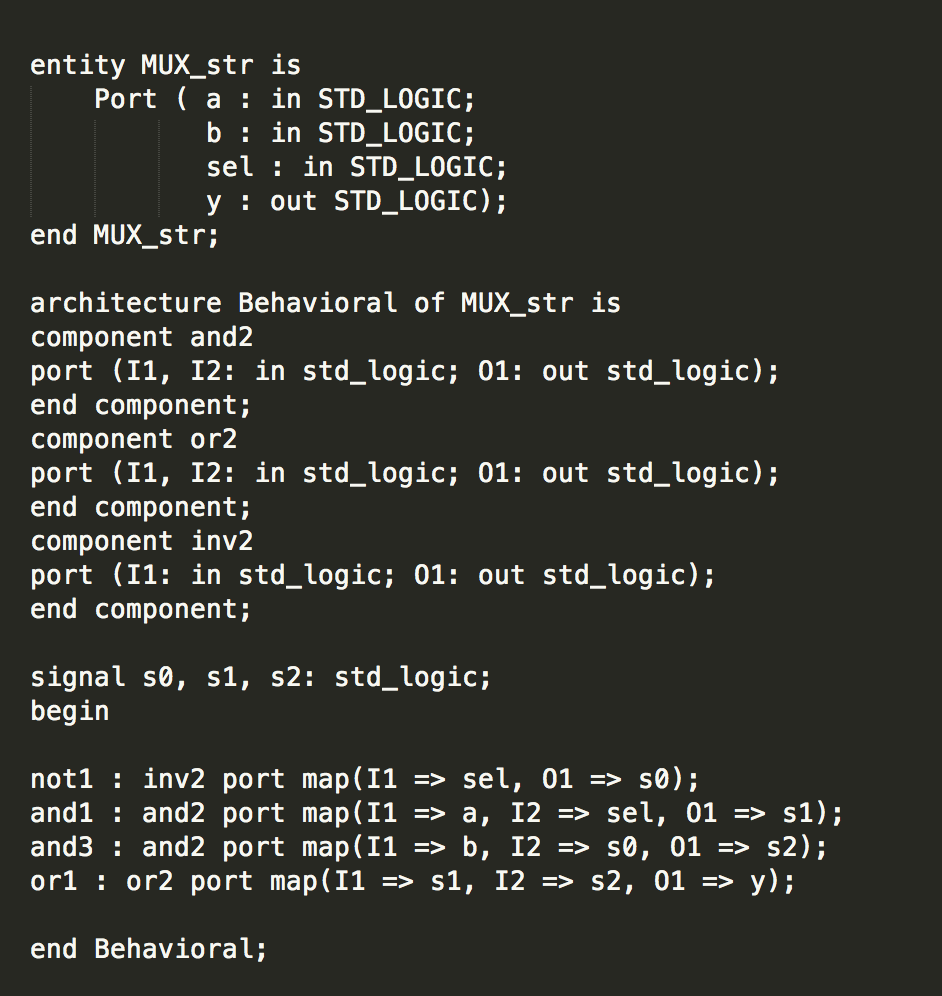 entity MUX_str is
Port ( a : in STD_LOGIC;
b : in STD_LOGIC;
sel : in STD_LOGIC;
y : out STD_LOGIC);
end MUX_str;
architecture Behavioral of MUX_str is
component and2
port (I1, I2: in std_logic; O1: out std_logic);
end component;
component or2
port (I1, I2: in std_logic; O1: out std_logic);
end component;
component inv2
port (I1: in std_logic; O1: out std_logic);
end component;
signal s0, s1, s2: std_logic;
begin
not1 : inv2 port map(I1 => sel, O1 => s0);
and1 : and2 port map(I1 => a, I2 => sel, O1 => s1);
and3 : and2 port map(I1 => b, I2 => s0, O1 => s2);
or1 : or2 port map(I1 => s1, I2 => s2, O1 => y);
end Behavioral;